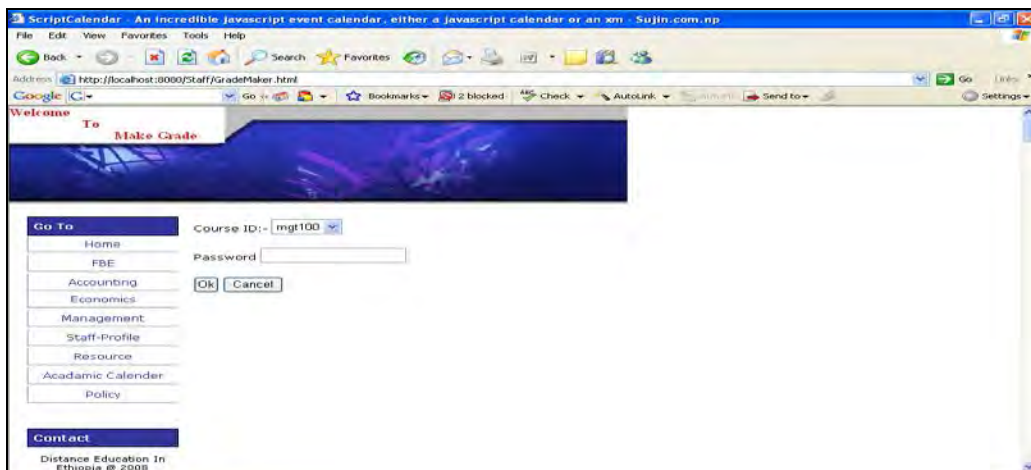 ScriptCalendar - An incredible javascript event calendar, either a javascript calendar or an xm - Sujin.com.np
File Edit View Favorites Tools Help
Back Search Favorites
Address http://localhost:8080/Staff/GradeMaker.html Go Links
Google G Go Bookmarks 2 blocked Check AutoLink Send to Settings
Welcome
To
Make Grade
Go To
Home
FBE
Accounting
Economics
Management
Staff-Profile
Resource
Acadamic Calender
Policy
Course ID:- mgt100
Password
Ok Cancel
Contact
Distance Education In
Ethiopia @ 2008